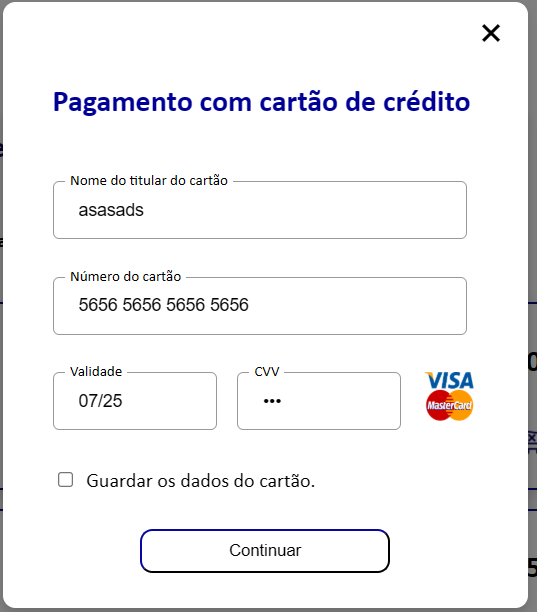 Pagamento com cartão de crédito
Nome do titular do cartão
asasads
Número do cartão
5656 5656 5656 5656
Validade
07/25
CVV
•••
VISA
MasterCard
Guardar os dados do cartão.
Continuar